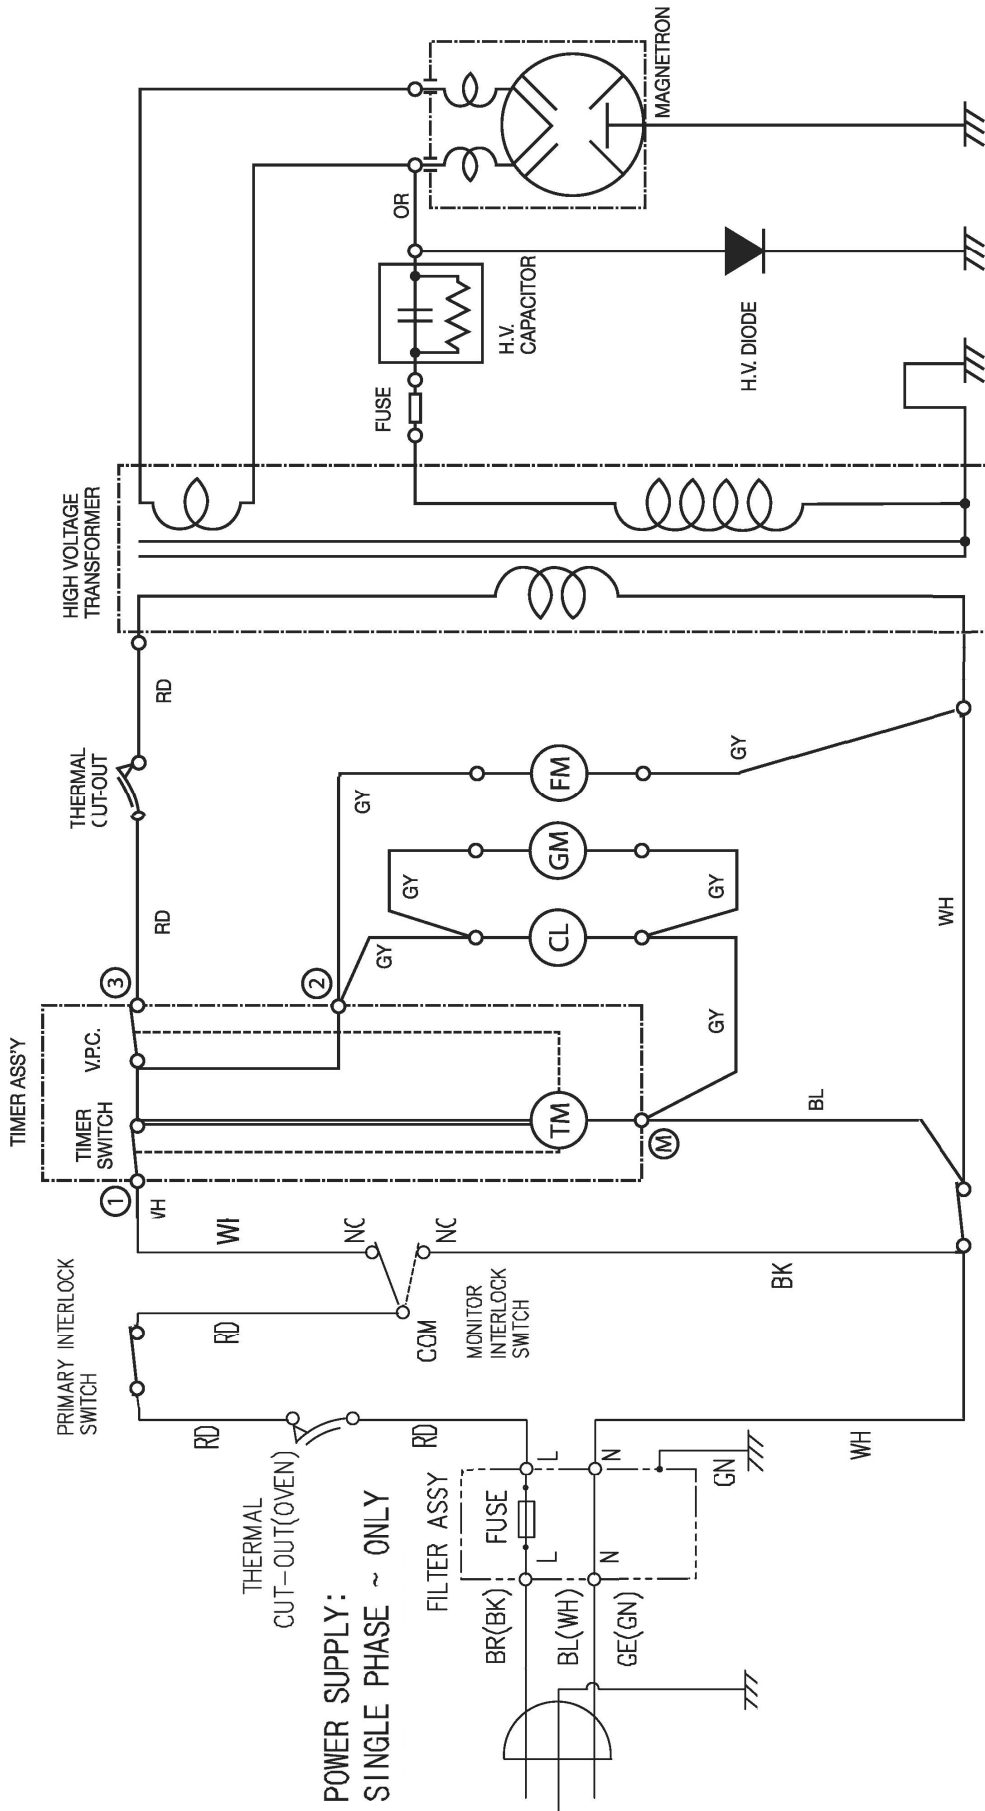 POWER SUPPLY:
SINGLE PHASE ~ ONLY
BR(BK)
BL(WH)
GE(GN)
FILTER ASSY
FUSE
L
N
L
N
GN
THERMAL
CUT-OUT(OVEN)
RD
RD
WH
PRIMARY INTERLOCK
SWITCH
RD
COM
NC
NC
MONITOR
INTERLOCK
SWITCH
BK
TIMER ASS'Y
TIMER
SWITCH
V.P.C.
1
3
2
M
TM
BL
RD
THERMAL
RD
GY
GY
GY
GY
GY
GY
CL
GM
FM
WH
HIGH VOLTAGE
TRANSFORMER
FUSE
H.V.
CAPACITOR
OR
H.V. DIODE
MAGNETRON